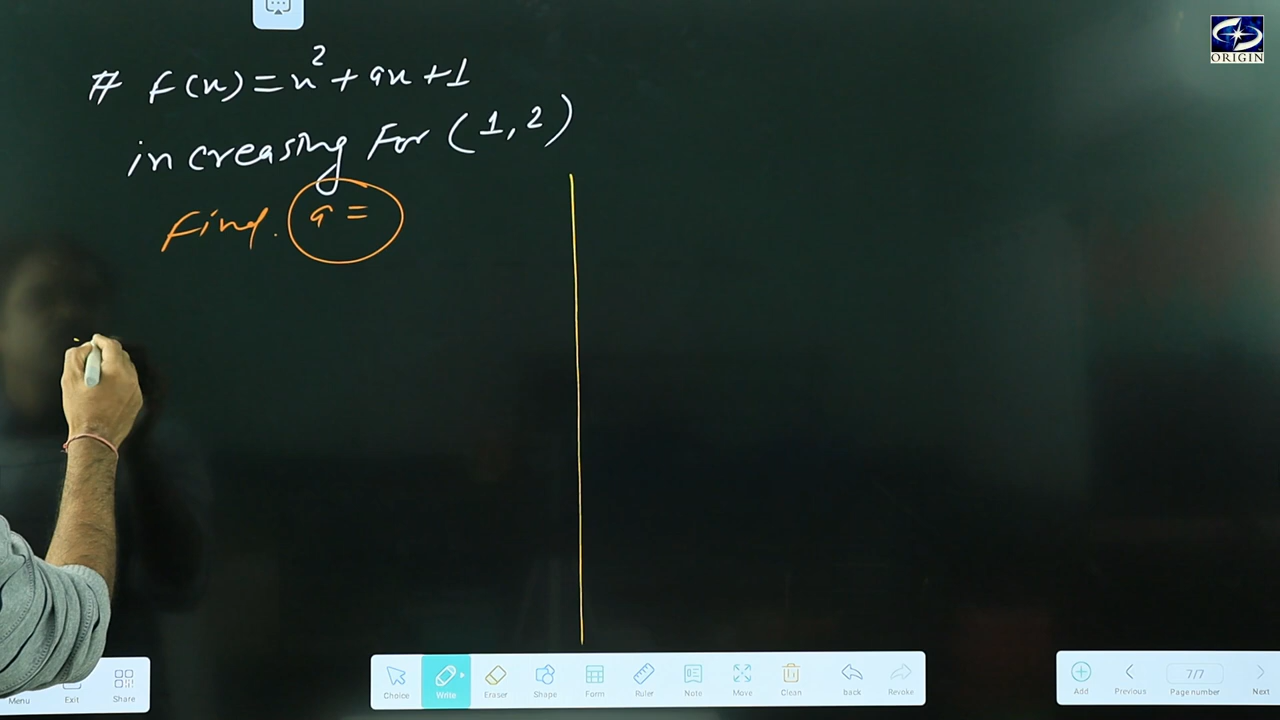 # f(x) = x² + ax + 1
increasing For (1, 2)
Find. a =
ORIGIN
Menu
Exit
Share
Choice
Write
Eraser
Shape
Form
Ruler
Note
Move
Clean
back
Revoke
Add
Previous
7/7
Page number
Next